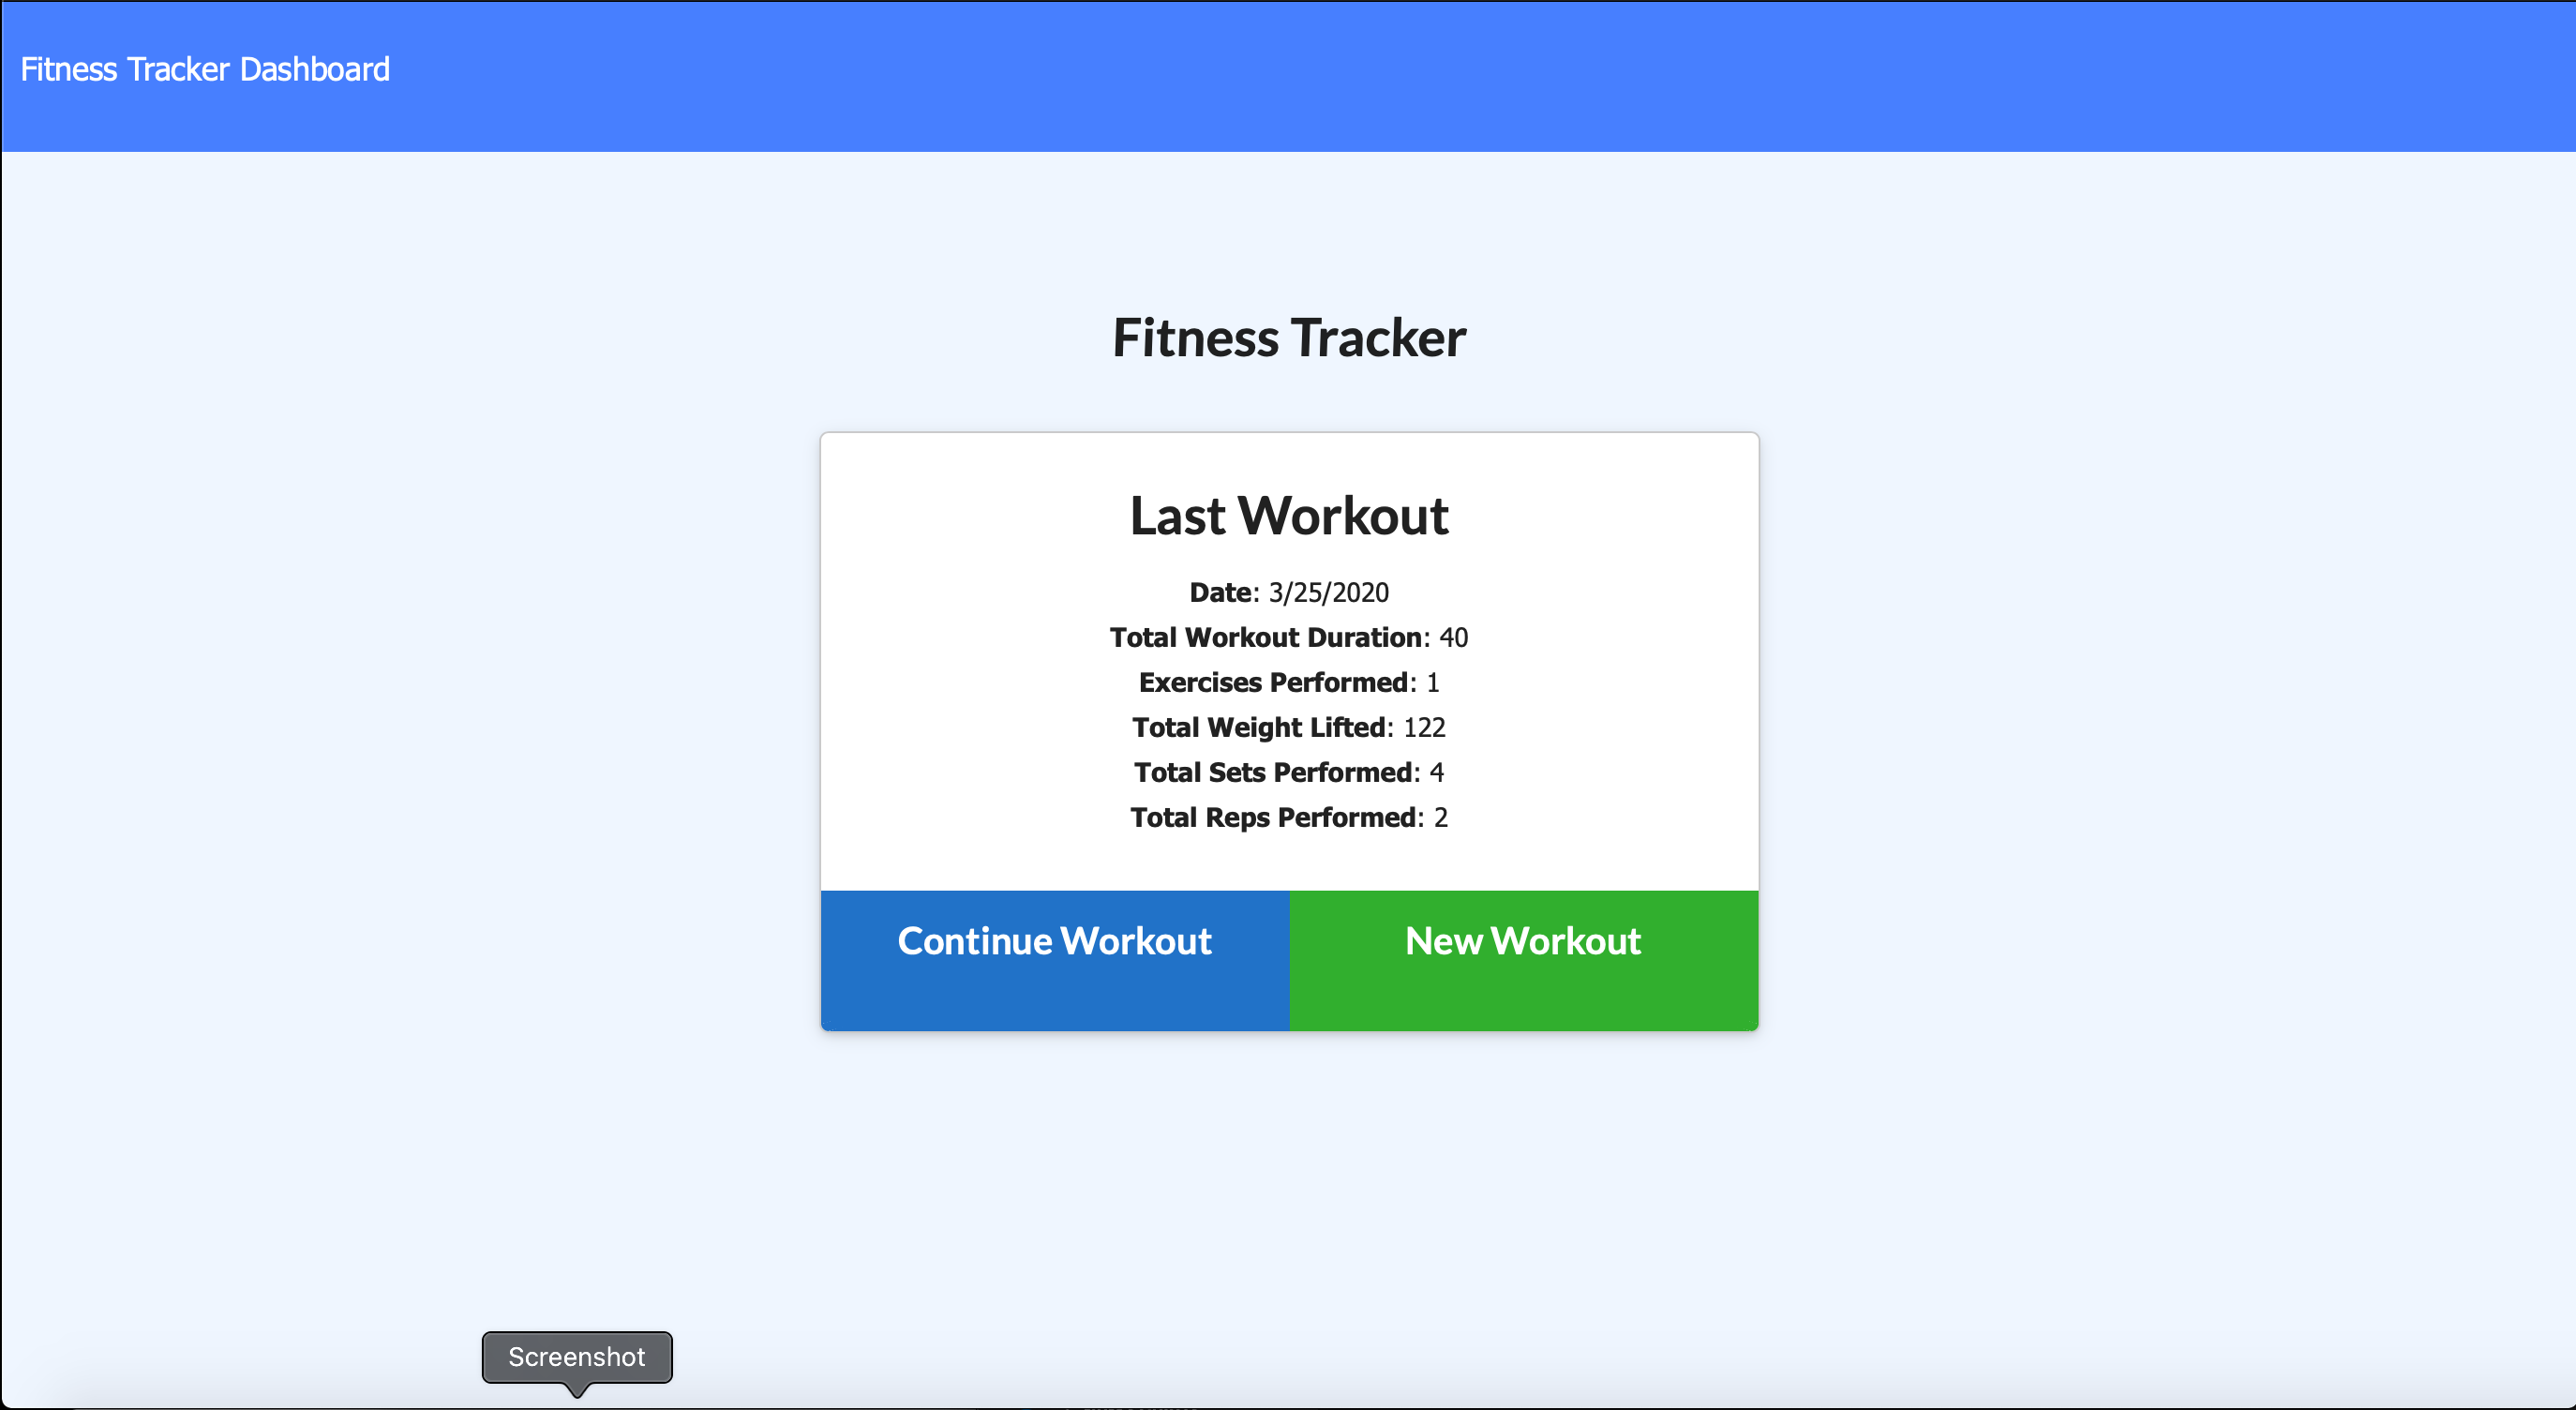 Fitness Tracker Dashboard
Fitness Tracker
Last Workout
Date: 3/25/2020
Total Workout Duration: 40
Exercises Performed: 1
Total Weight Lifted: 122
Total Sets Performed: 4
Total Reps Performed: 2
Continue Workout New Workout
Screenshot